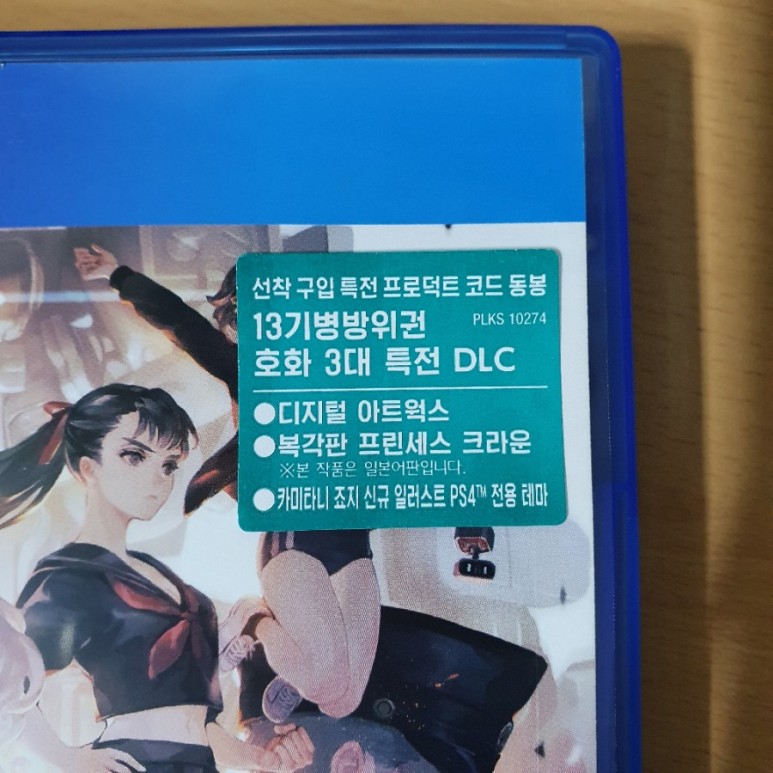 선착 구입 특전 프로덕트 코드 동봉
13기병방위권 PLKS 10274
호화 3대 특전 DLC
●디지털 아트웍스
●복각판 프린세스 크라운
※본 작품은 일본어판입니다.
●카미타니 죠지 신규 일러스트 PS4™ 전용 테마